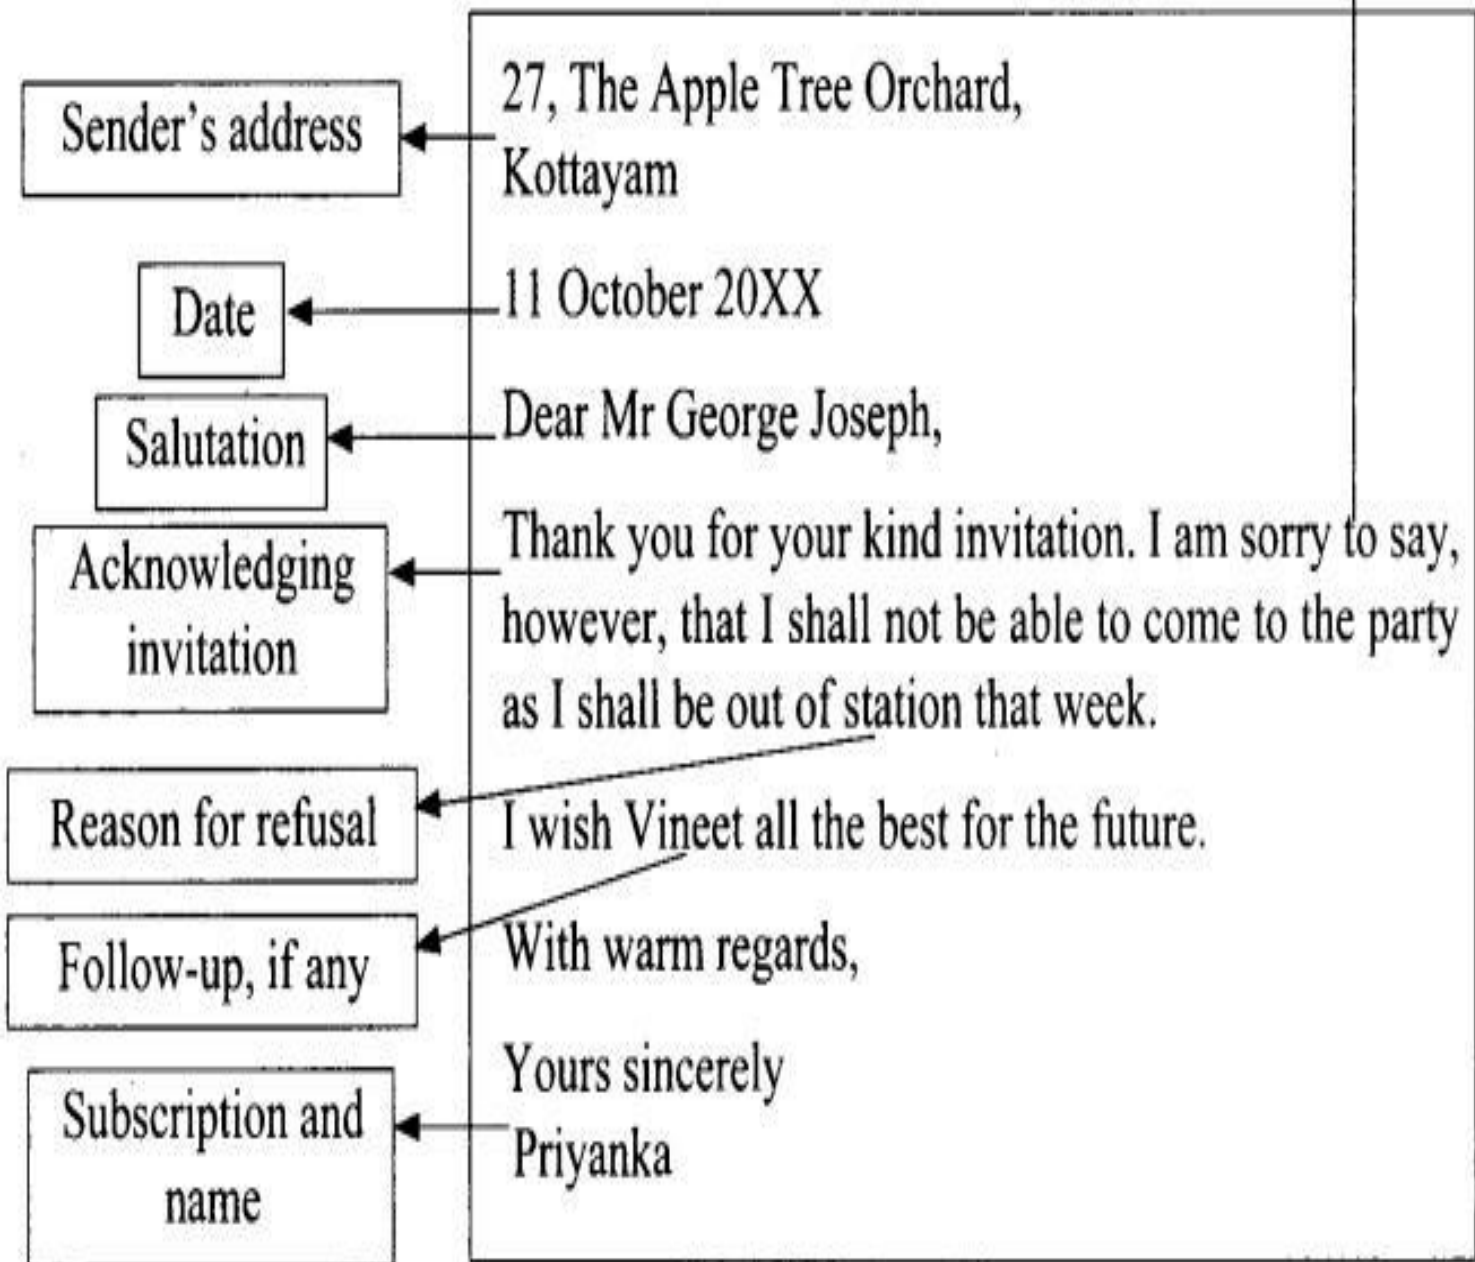 Sender's address
27, The Apple Tree Orchard,
Kottayam
Date
11 October 20XX
Salutation
Dear Mr George Joseph,
Acknowledging
invitation
Thank you for your kind invitation. I am sorry to say,
however, that I shall not be able to come to the party
as I shall be out of station that week.
Reason for refusal
I wish Vineet all the best for the future.
Follow-up, if any
With warm regards,
Subscription and
name
Yours sincerely
Priyanka